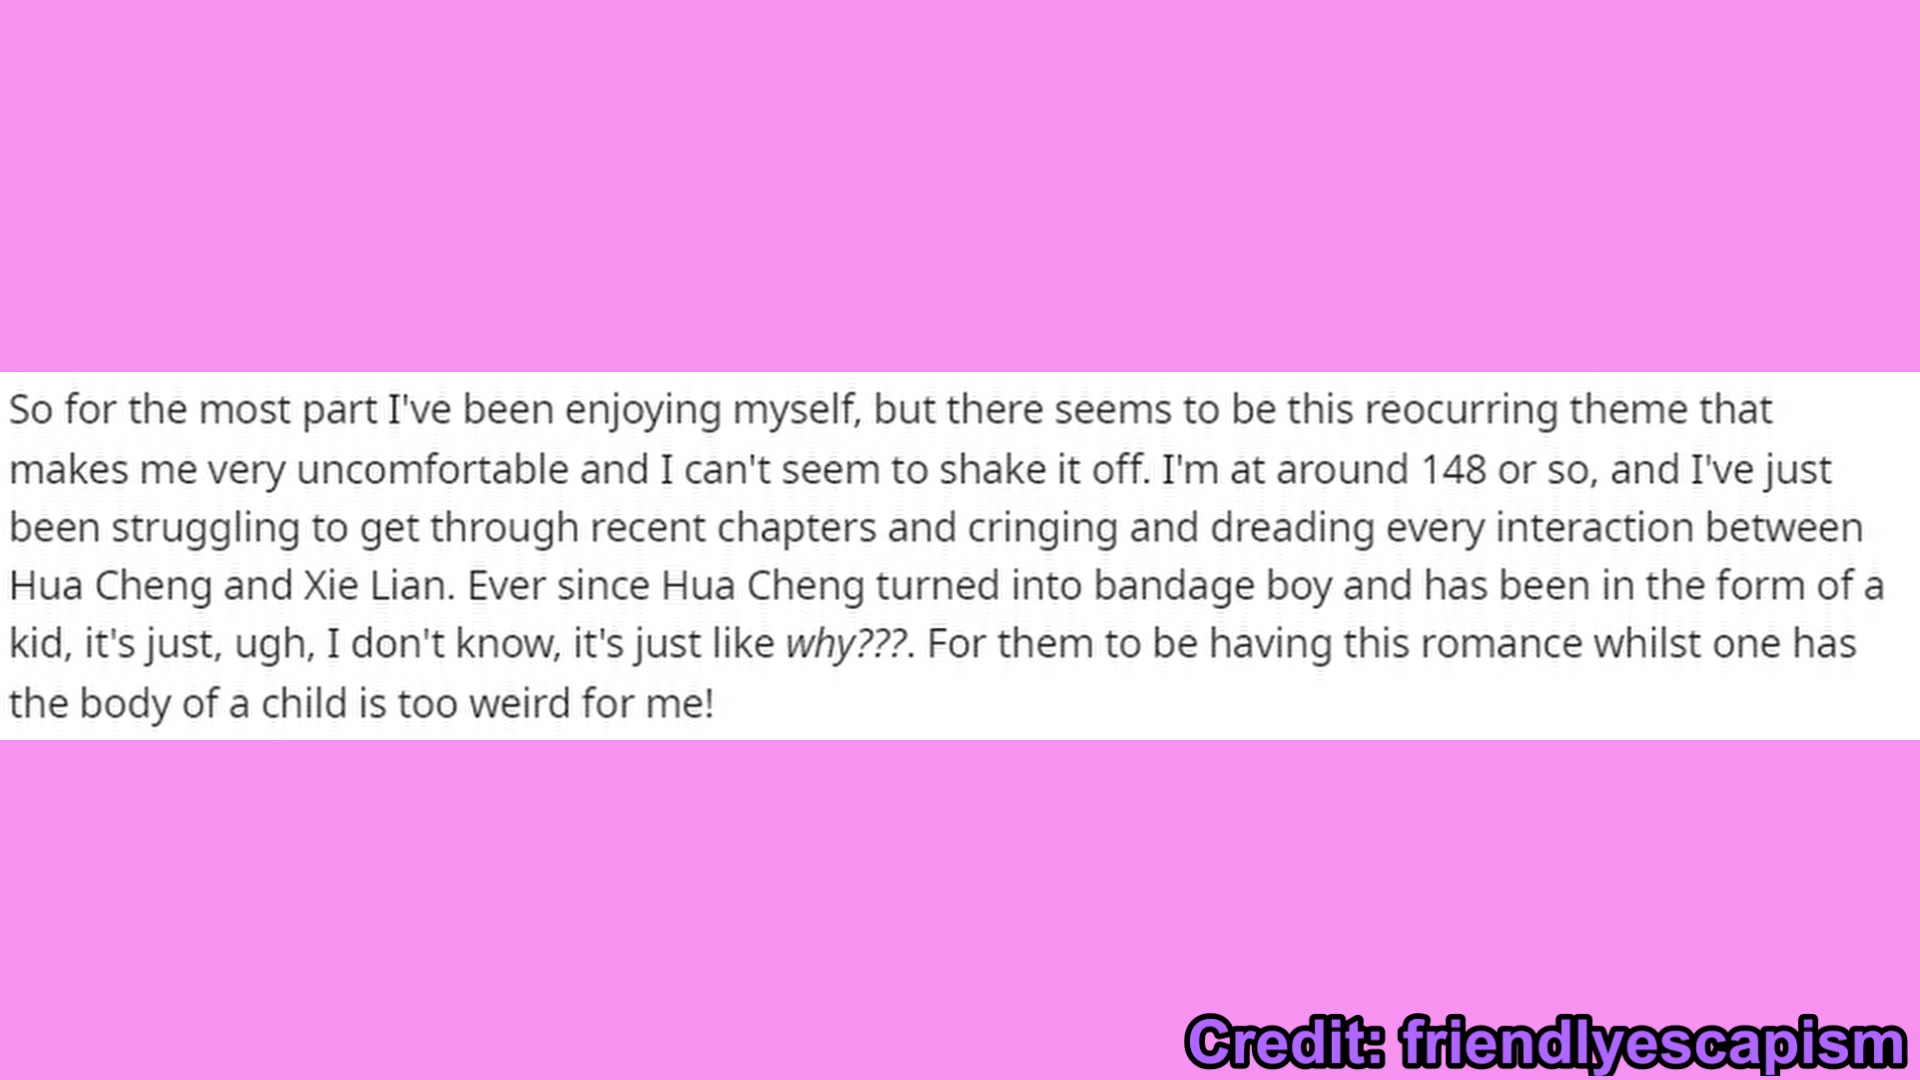 So for the most part I've been enjoying myself, but there seems to be this reocurring theme that
makes me very uncomfortable and I can't seem to shake it off. I'm at around 148 or so, and I've just
been struggling to get through recent chapters and cringing and dreading every interaction between
Hua Cheng and Xie Lian. Ever since Hua Cheng turned into bandage boy and has been in the form of a
kid, it's just, ugh, I don't know, it's just like why???. For them to be having this romance whilst one has
the body of a child is too weird for me!
Credit: friendlyescapism